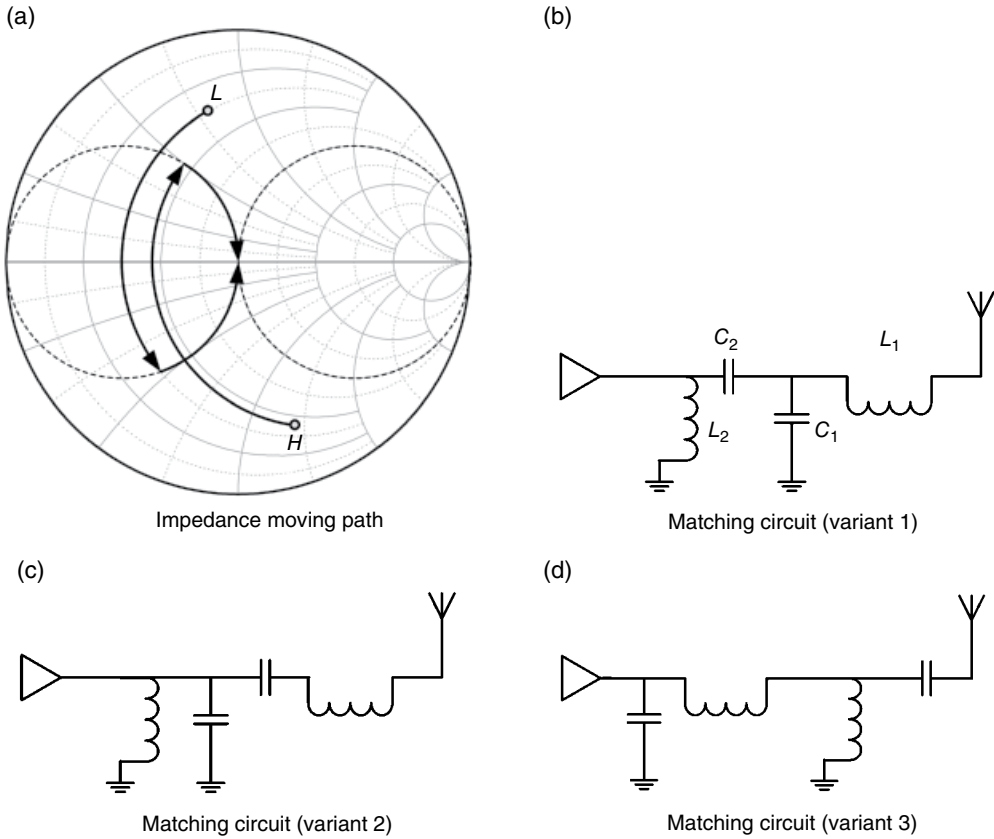 (a)
L
H
Impedance moving path
(b)
C2
L1
L2
C1
Matching circuit (variant 1)
(c)
Matching circuit (variant 2)
(d)
Matching circuit (variant 3)